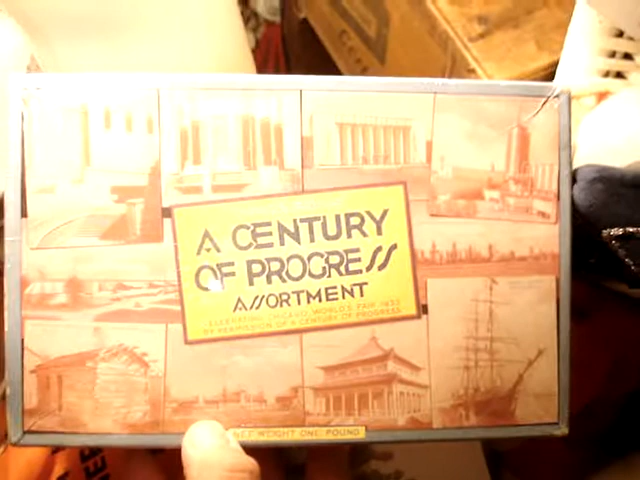 A CENTURY
OF PROGRESS
ASSORTMENT
CELEBRATING CHICAGO WORLD'S FAIR 1933
BY PERMISSION OF A CENTURY OF PROGRESS
NET WEIGHT ONE POUND